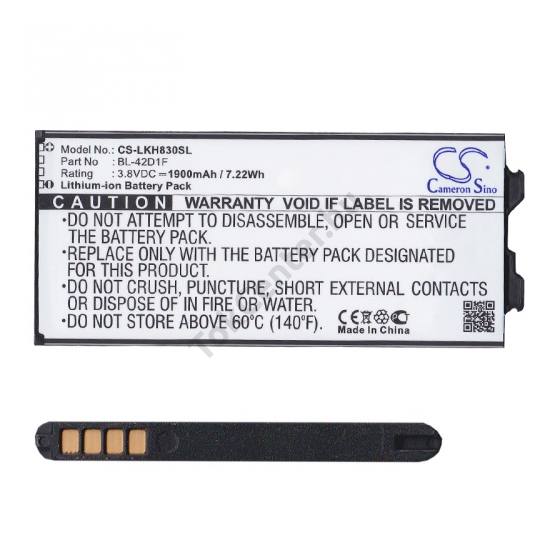 Model No.: CS-LKH830SL
Part No : BL-42D1F
3.8VDC = 1900mAh / 7.22Wh
Lithium-ion Battery Pack
CS
Cameron Sino
CAUTION WARRANTY VOID IF LABEL IS REMOVED
•DO NOT ATTEMPT TO DISASSEMBLE, OPEN OR SERVICE
THE BATTERY PACK.
•REPLACE ONLY WITH THE BATTERY PACK DESIGNATED
FOR THIS PRODUCT.
•DO NOT CRUSH, PUNCTURE, SHORT EXTERNAL CONTACTS
OR DISPOSE OF IN FIRE OR WATER.
•DO NOT STORE ABOVE 60℃ (140℉).
CE
Made In China